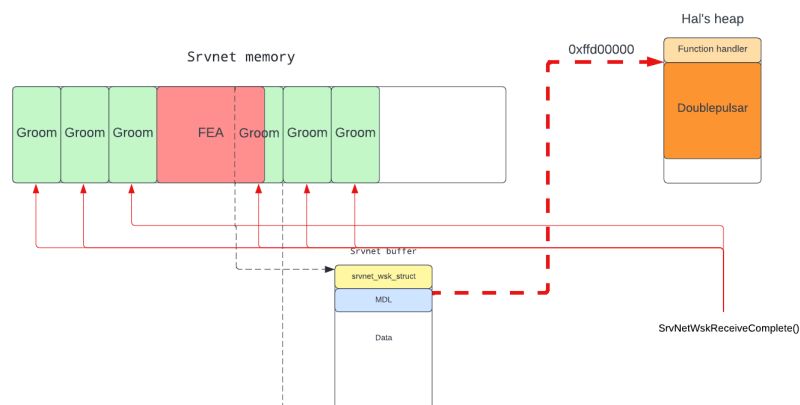 Hal's heap
0xffd00000
Function handler
Srvnet memory
Doublepulsar
Groom
Groom
Groom
FEA
Groom
Groom
Groom
Srvnet buffer
srvnet_wsk_struct
MDL
SrvNetWskReceiveComplete()
Data